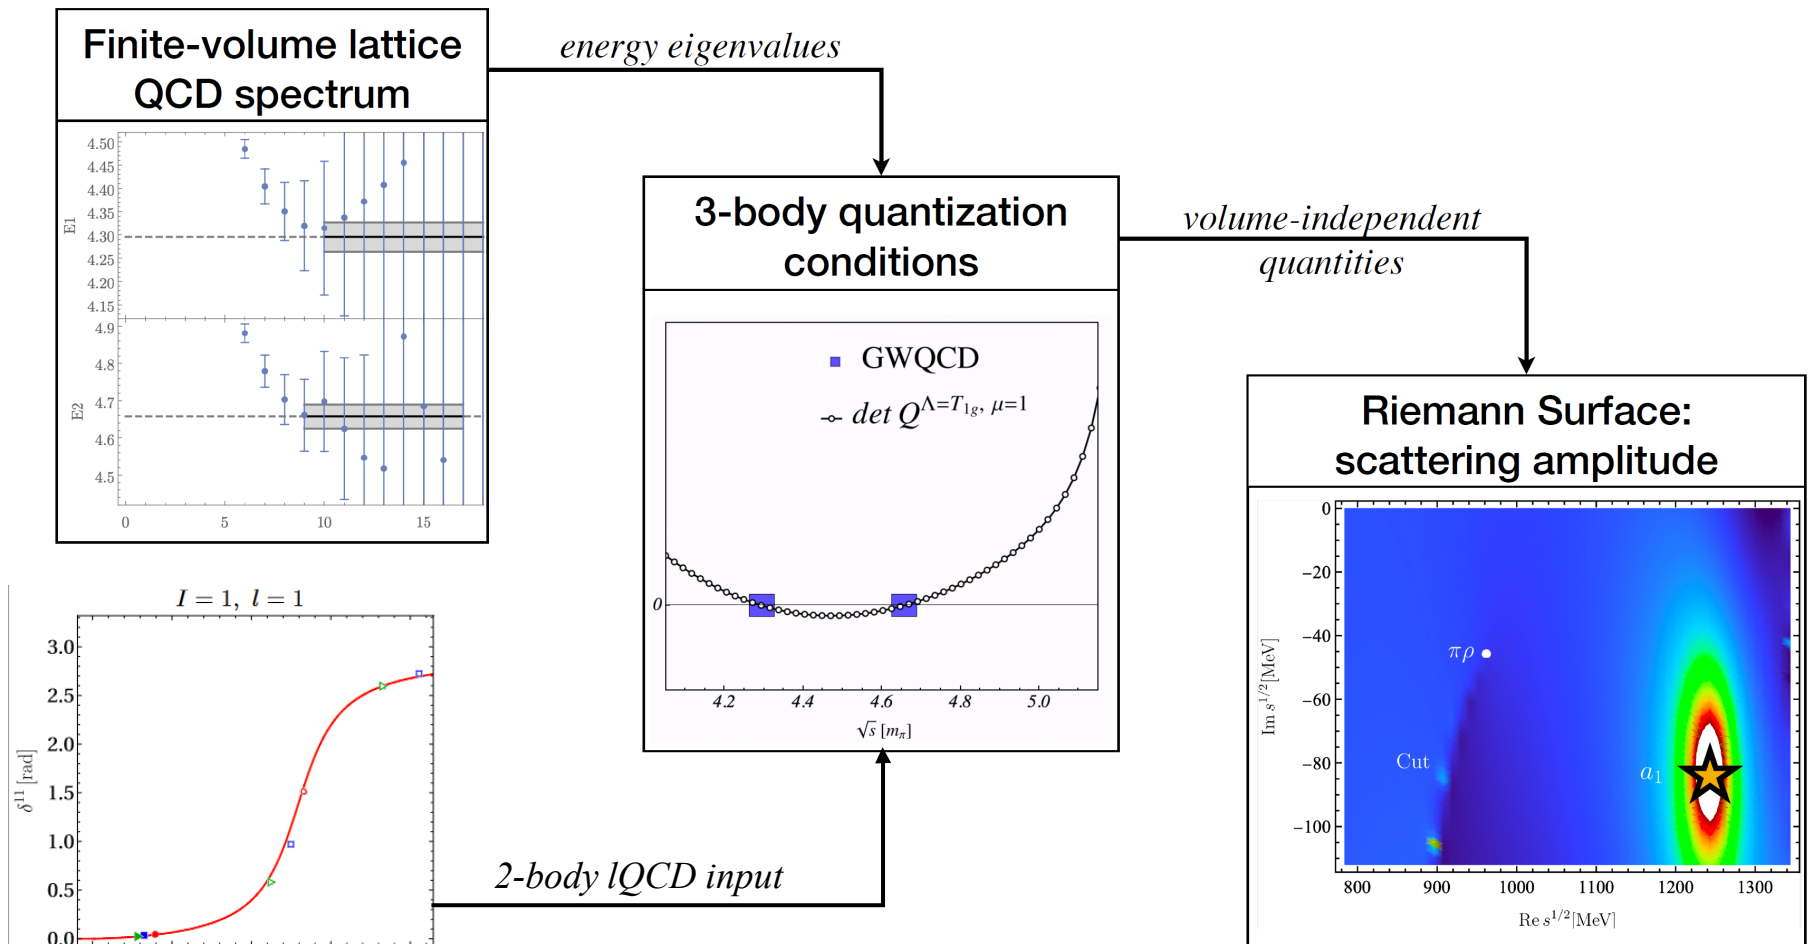 Finite-volume lattice
QCD spectrum
energy eigenvalues
4.50
4.45
4.40
4.35
4.30
4.25
4.20
4.15
E1
4.9
4.8
4.7
4.6
4.5
E2
0 5 10 15
3-body quantization
conditions
GWQCD
det Q^{Λ=T_{1g}, μ=1}
0
4.2 4.4 4.6 4.8 5.0
√s [m_π]
volume-independent
quantities
Riemann Surface:
scattering amplitude
0
−20
−40
−60
−80
−100
Im s^{1/2}[MeV]
πρ
Cut
a_1
800 900 1000 1100 1200 1300
Re s^{1/2}[MeV]
I = 1, l = 1
3.0
2.5
2.0
1.5
1.0
0.5
0.0
δ^{11} [rad]
2-body lQCD input